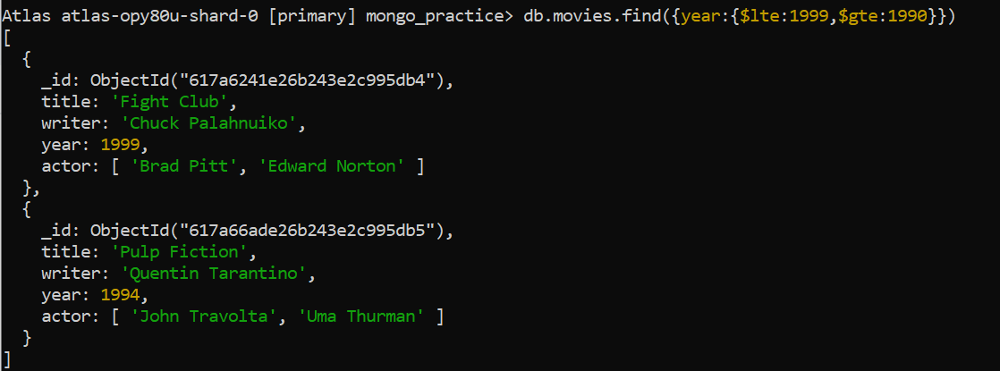 Atlas atlas-opy80u-shard-0 [primary] mongo_practice> db.movies.find({year:{$lte:1999,$gte:1990}})
[
  {
    _id: ObjectId("617a6241e26b243e2c995db4"),
    title: 'Fight Club',
    writer: 'Chuck Palahnuiko',
    year: 1999,
    actor: [ 'Brad Pitt', 'Edward Norton' ]
  },
  {
    _id: ObjectId("617a66ade26b243e2c995db5"),
    title: 'Pulp Fiction',
    writer: 'Quentin Tarantino',
    year: 1994,
    actor: [ 'John Travolta', 'Uma Thurman' ]
  }
]